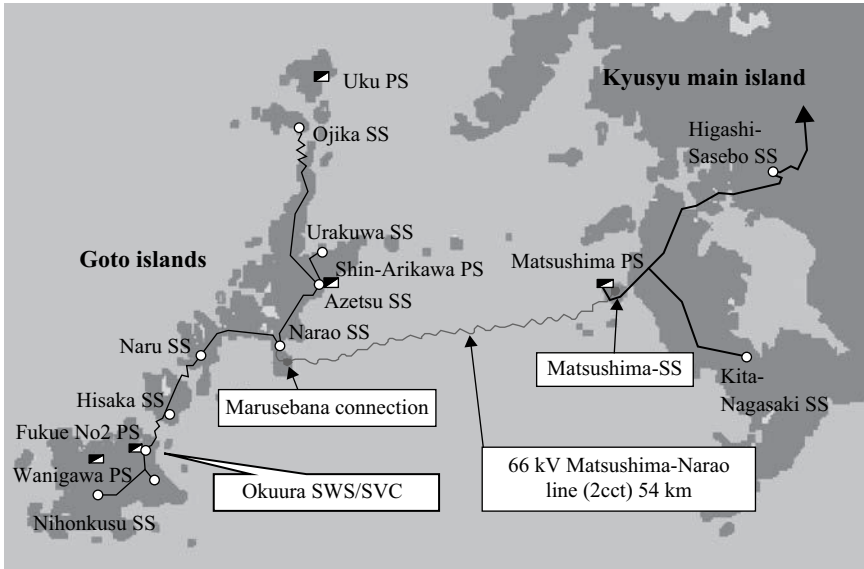 Uku PS
Kyusyu main island
Ojika SS
Higashi-
Sasebo SS
Urakuwa SS
Goto islands
Shin-Arikawa PS
Matsushima PS
Azetsu SS
Narao SS
Naru SS
Matsushima-SS
Kita-
Nagasaki SS
Hisaka SS
Marusebana connection
Fukue No2 PS
Wanigawa PS
66 kV Matsushima-Narao
line (2cct) 54 km
Okuura SWS/SVC
Nihonkusu SS